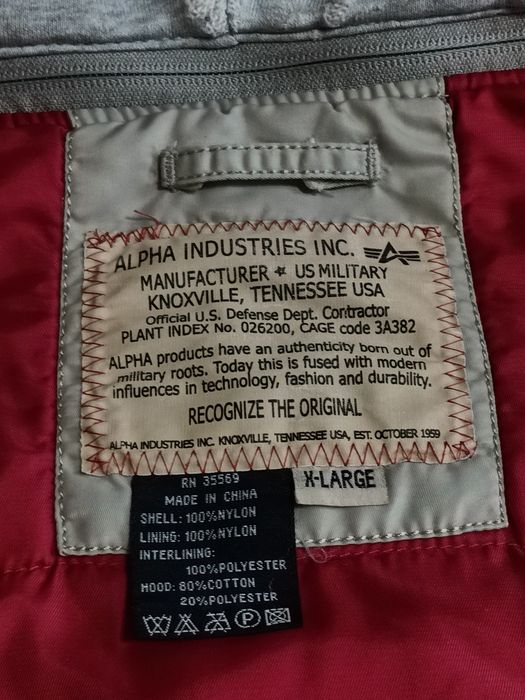 ALPHA INDUSTRIES INC.
MANUFACTURER ★ US MILITARY
KNOXVILLE, TENNESSEE USA
Official U.S. Defense Dept. Contractor
PLANT INDEX No. 026200, CAGE code 3A382
ALPHA products have an authenticity born out of
military roots. Today this is fused with modern
influences in technology, fashion and durability.
RECOGNIZE THE ORIGINAL
ALPHA INDUSTRIES INC. KNOXVILLE, TENNESSEE USA, EST. OCTOBER 1959
X-LARGE
RN 35569
MADE IN CHINA
SHELL: 100%NYLON
LINING: 100%NYLON
INTERLINING:
100%POLYESTER
HOOD: 80%COTTON
20%POLYESTER